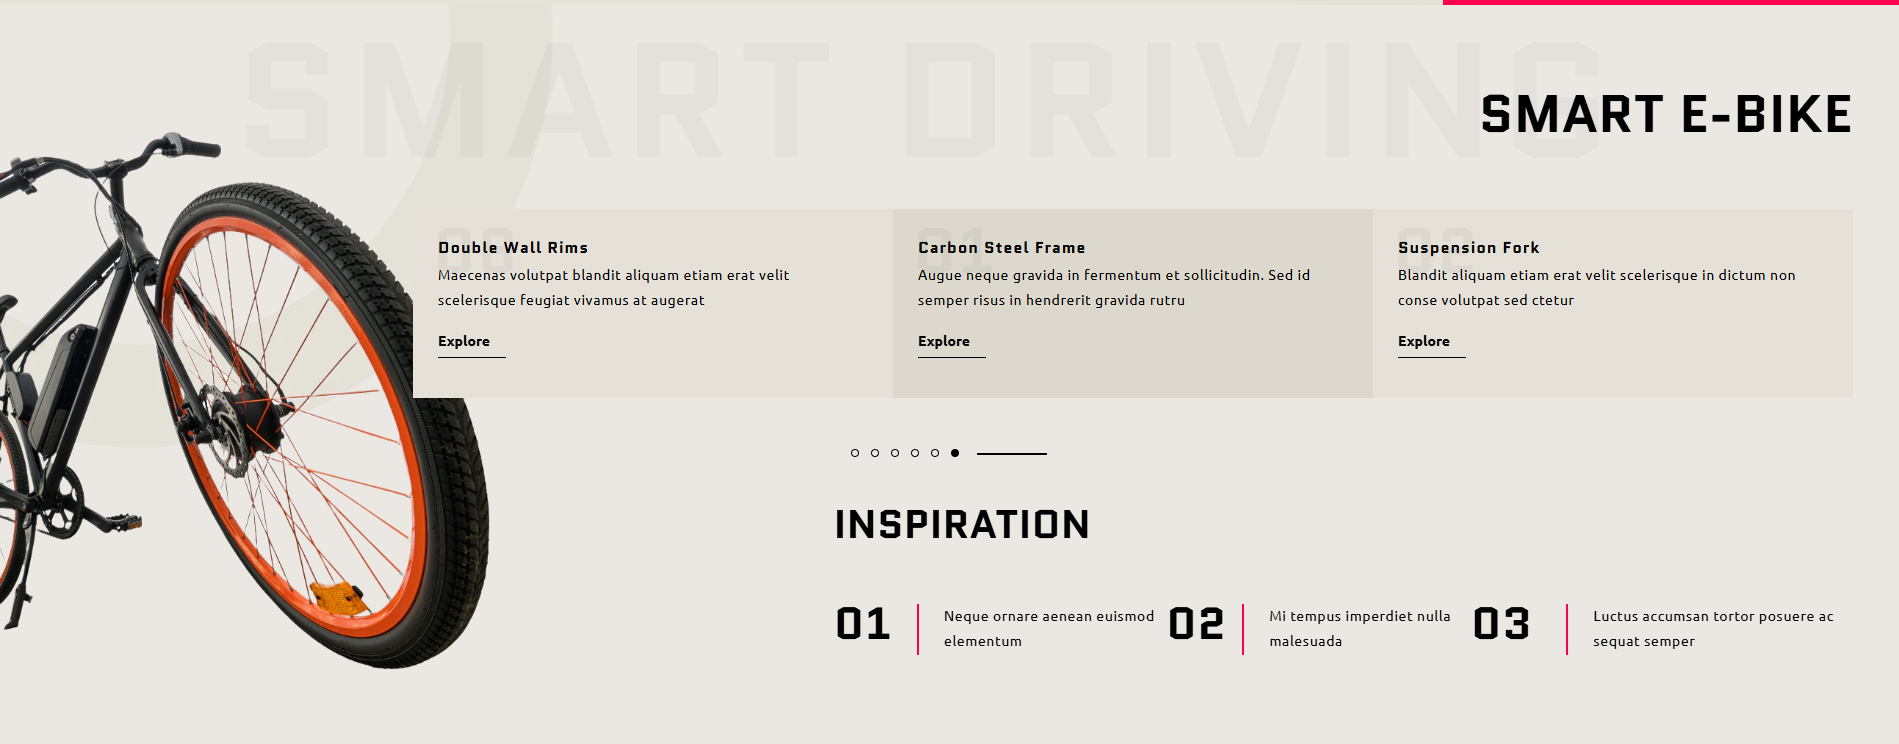 SMART DRIVING
SMART E-BIKE
00
Double Wall Rims
Maecenas volutpat blandit aliquam etiam erat velit
scelerisque feugiat vivamus at augerat
Explore
01
Carbon Steel Frame
Augue neque gravida in fermentum et sollicitudin. Sed id
semper risus in hendrerit gravida rutru
Explore
Suspension Fork
Blandit aliquam etiam erat velit scelerisque in dictum non
conse volutpat sed ctetur
Explore
INSPIRATION
01
Neque ornare aenean euismod
elementum
02
Mi tempus imperdiet nulla
malesuada
03
Luctus accumsan tortor posuere ac
sequat semper